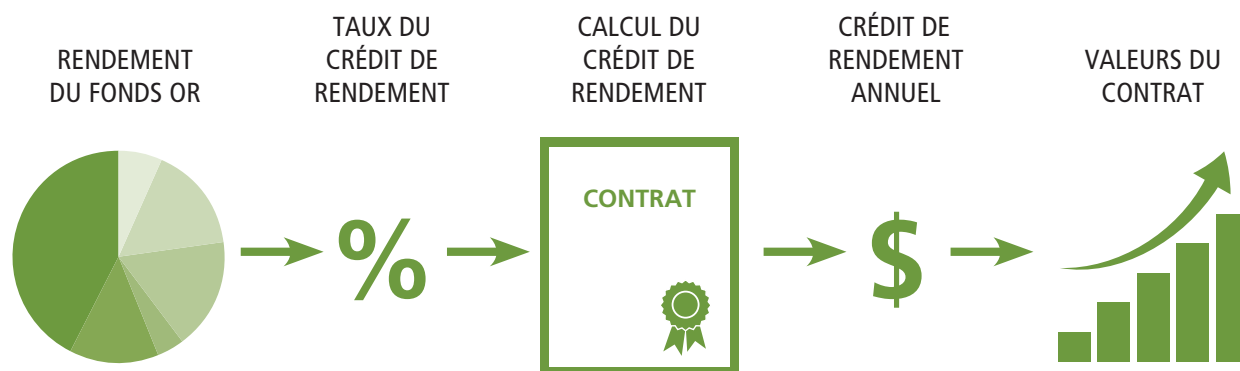 RENDEMENT
DU FONDS OR
TAUX DU
CRÉDIT DE
RENDEMENT
CALCUL DU
CRÉDIT DE
RENDEMENT
CRÉDIT DE
RENDEMENT
ANNUEL
VALEURS DU
CONTRAT
%
CONTRAT
$